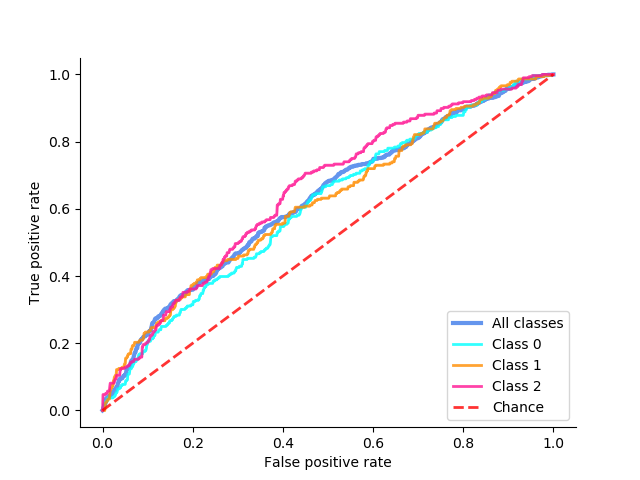 1.0
0.8
0.6
0.4
0.2
0.0
True positive rate
All classes
Class 0
Class 1
Class 2
Chance
0.0 0.2 0.4 0.6 0.8 1.0
False positive rate